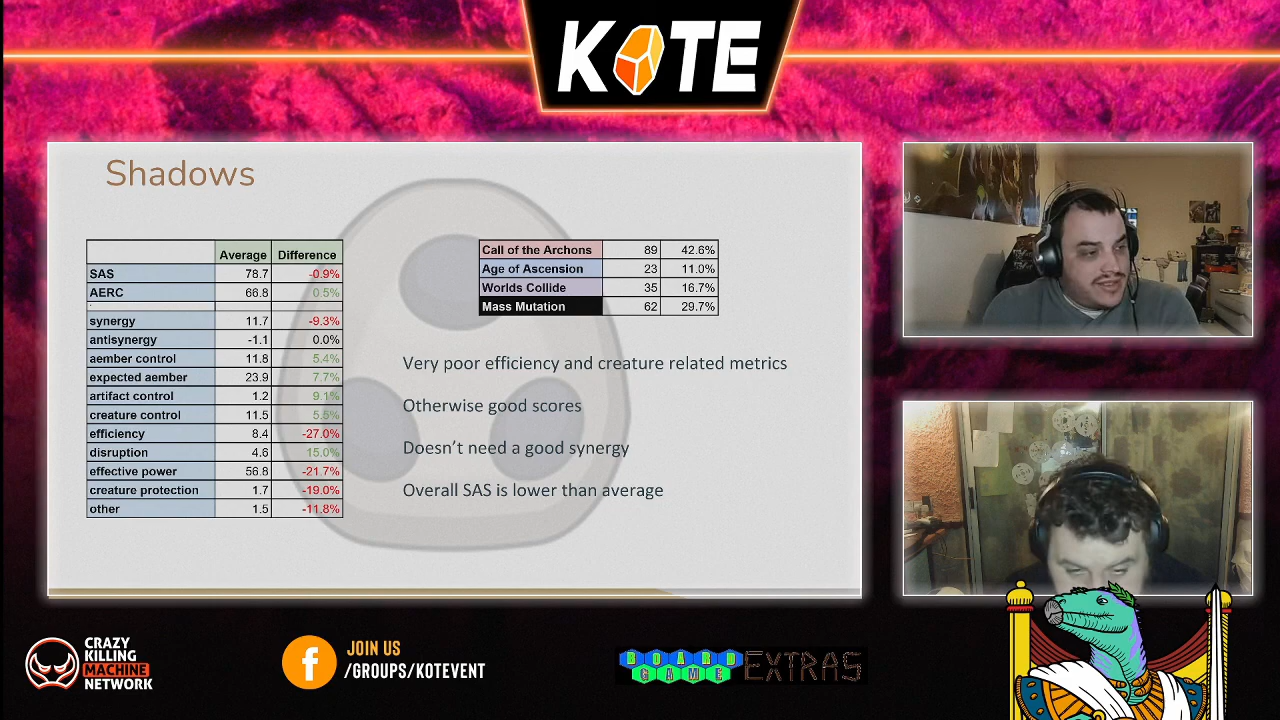 KOTE
Shadows
Average Difference
SAS 78.7 -0.9%
AERC 66.8 0.5%
synergy 11.7 -9.3%
antisynergy -1.1 0.0%
aember control 11.8 5.4%
expected aember 23.9 7.7%
artifact control 1.2 9.1%
creature control 11.5 5.5%
efficiency 8.4 -27.0%
disruption 4.6 15.0%
effective power 56.8 -21.7%
creature protection 1.7 -19.0%
other 1.5 -11.8%
Call of the Archons 89 42.6%
Age of Ascension 23 11.0%
Worlds Collide 35 16.7%
Mass Mutation 62 29.7%
Very poor efficiency and creature related metrics
Otherwise good scores
Doesn't need a good synergy
Overall SAS is lower than average
CRAZY
KILLING
MACHINE
NETWORK
f
JOIN US
/GROUPS/KOTEVENT
BOARD
GAME
EXTRAS